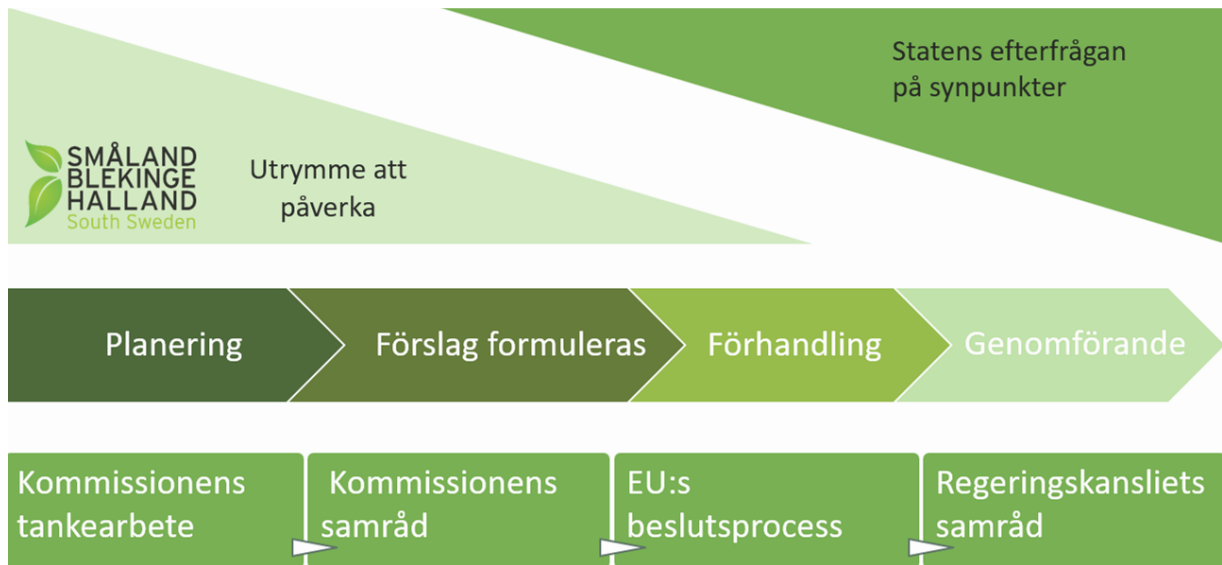 Statens efterfrågan
på synpunkter
SMÅLAND
BLEKINGE
HALLAND
South Sweden
Utrymme att
påverka
Planering
Förslag formuleras
Förhandling
Genomförande
Kommissionens
tankearbete
Kommissionens
samråd
EU:s
beslutsprocess
Regeringskansliets
samråd